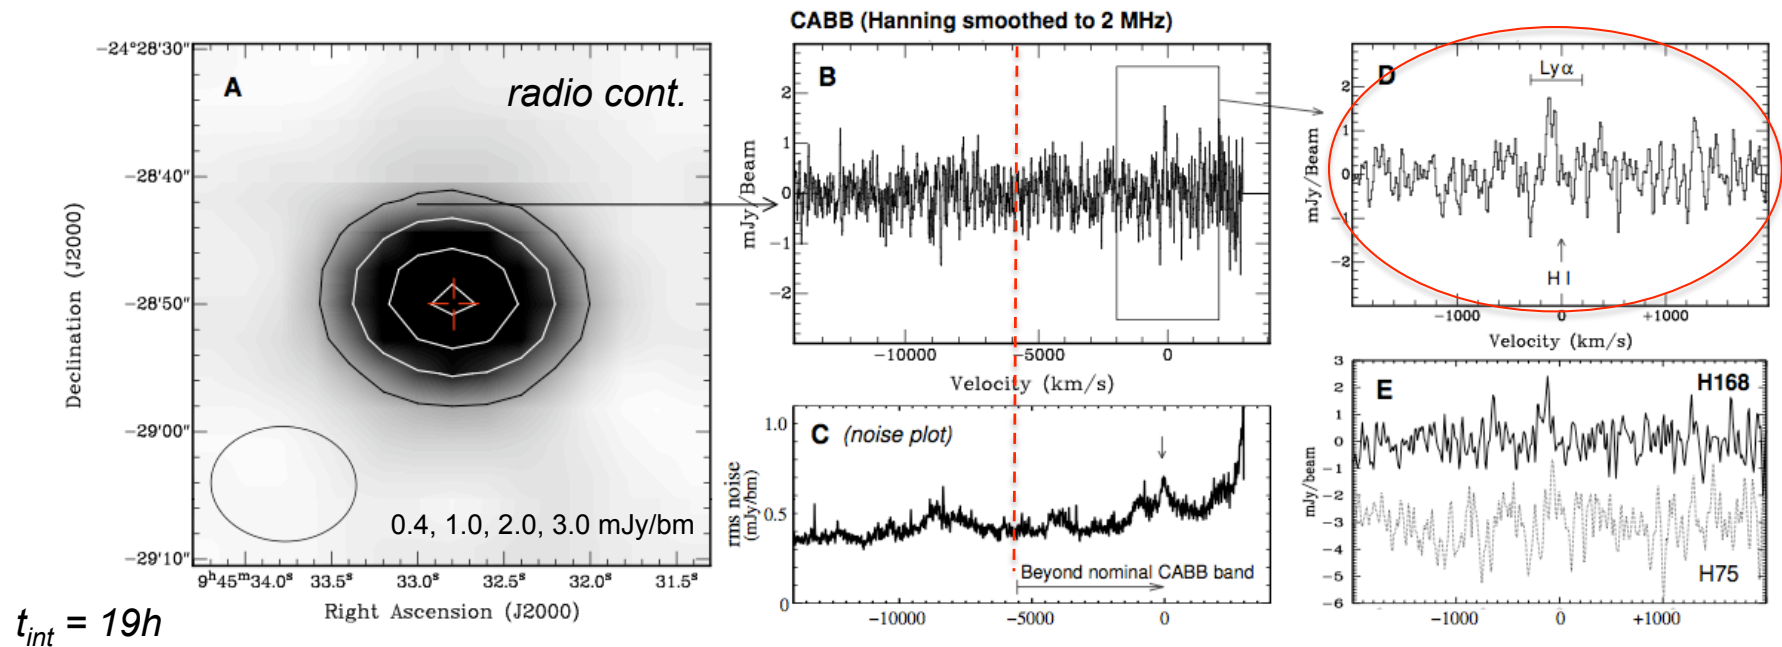 CABB (Hanning smoothed to 2 MHz)
A
radio cont.
−24°28'30"
−28'40"
−28'50"
−29'00"
−29'10"
Declination (J2000)
9ʰ45ᵐ34.0ˢ 33.5ˢ 33.0ˢ 32.5ˢ 32.0ˢ 31.5ˢ
Right Ascension (J2000)
0.4, 1.0, 2.0, 3.0 mJy/bm
t_int = 19h
B
2
1
0
−1
−2
mJy/Beam
−10000 −5000 0
Velocity (km/s)
C (noise plot)
1.0
0.5
0
rms noise
(mJy/bm)
Beyond nominal CABB band
−10000 −5000 0
D
Lyα
2
1
0
−1
−2
mJy/Beam
H I
−1000 0 +1000
Velocity (km/s)
E
H168
3
2
1
0
−1
−2
−3
−4
−5
−6
mJy/beam
H75
−1000 0 +1000